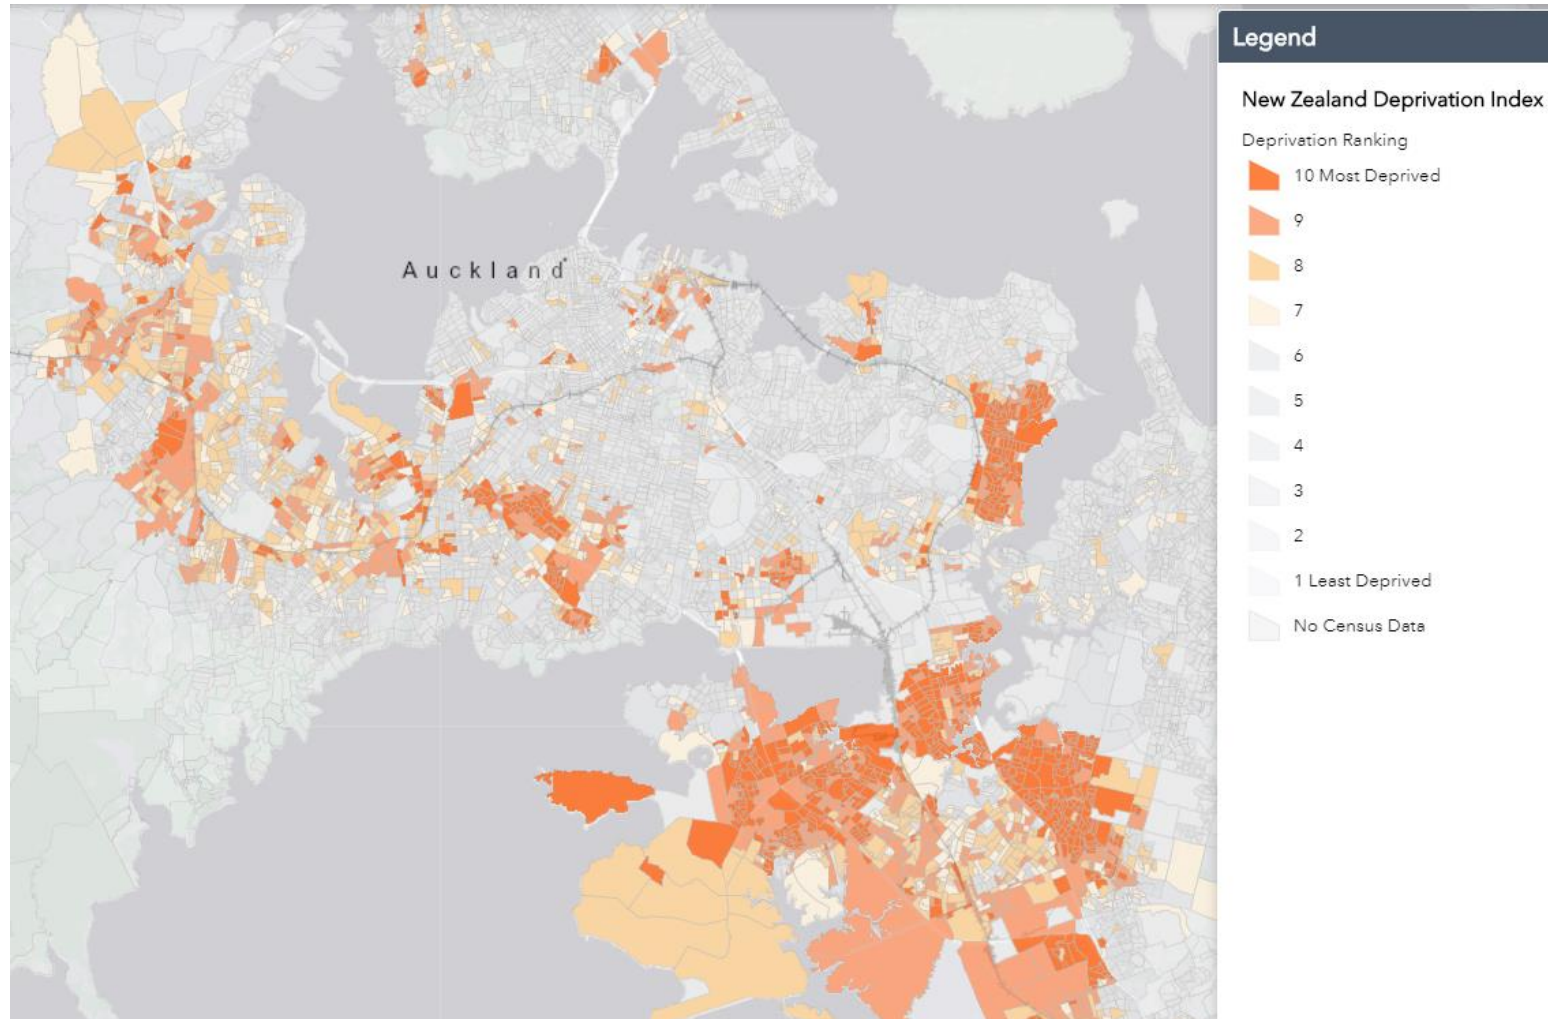 Auckland
Legend
New Zealand Deprivation Index
Deprivation Ranking
10 Most Deprived
9
8
7
6
5
4
3
2
1 Least Deprived
No Census Data